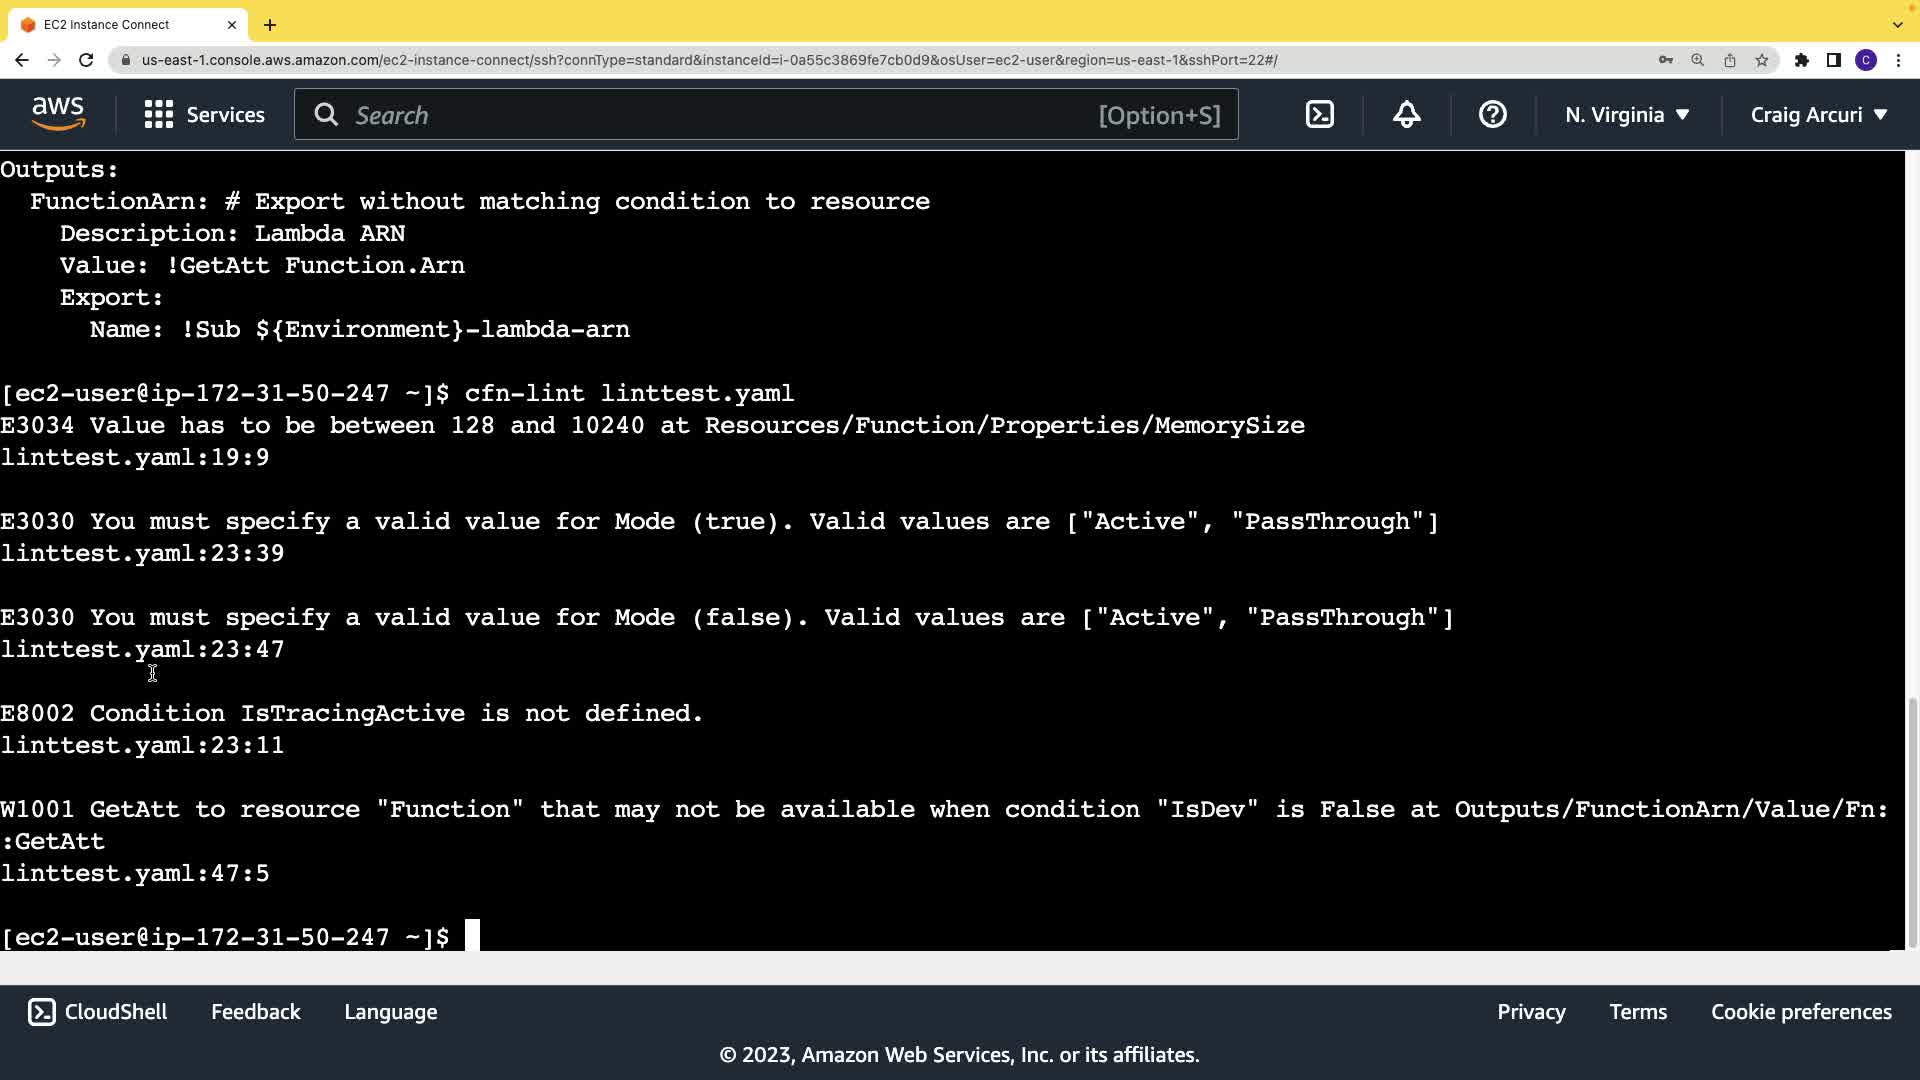 EC2 Instance Connect
us-east-1.console.aws.amazon.com/ec2-instance-connect/ssh?connType=standard&instanceId=i-0a55c3869fe7cb0d9&osUser=ec2-user&region=us-east-1&sshPort=22#/
C
aws
Services
Search
[Option+S]
N. Virginia
Craig Arcuri
Outputs:
  FunctionArn: # Export without matching condition to resource
    Description: Lambda ARN
    Value: !GetAtt Function.Arn
    Export:
      Name: !Sub ${Environment}-lambda-arn
[ec2-user@ip-172-31-50-247 ~]$ cfn-lint linttest.yaml
E3034 Value has to be between 128 and 10240 at Resources/Function/Properties/MemorySize
linttest.yaml:19:9
E3030 You must specify a valid value for Mode (true). Valid values are ["Active", "PassThrough"]
linttest.yaml:23:39
E3030 You must specify a valid value for Mode (false). Valid values are ["Active", "PassThrough"]
linttest.yaml:23:47
E8002 Condition IsTracingActive is not defined.
linttest.yaml:23:11
W1001 GetAtt to resource "Function" that may not be available when condition "IsDev" is False at Outputs/FunctionArn/Value/Fn:
:GetAtt
linttest.yaml:47:5
[ec2-user@ip-172-31-50-247 ~]$
CloudShell
Feedback
Language
Privacy
Terms
Cookie preferences
© 2023, Amazon Web Services, Inc. or its affiliates.